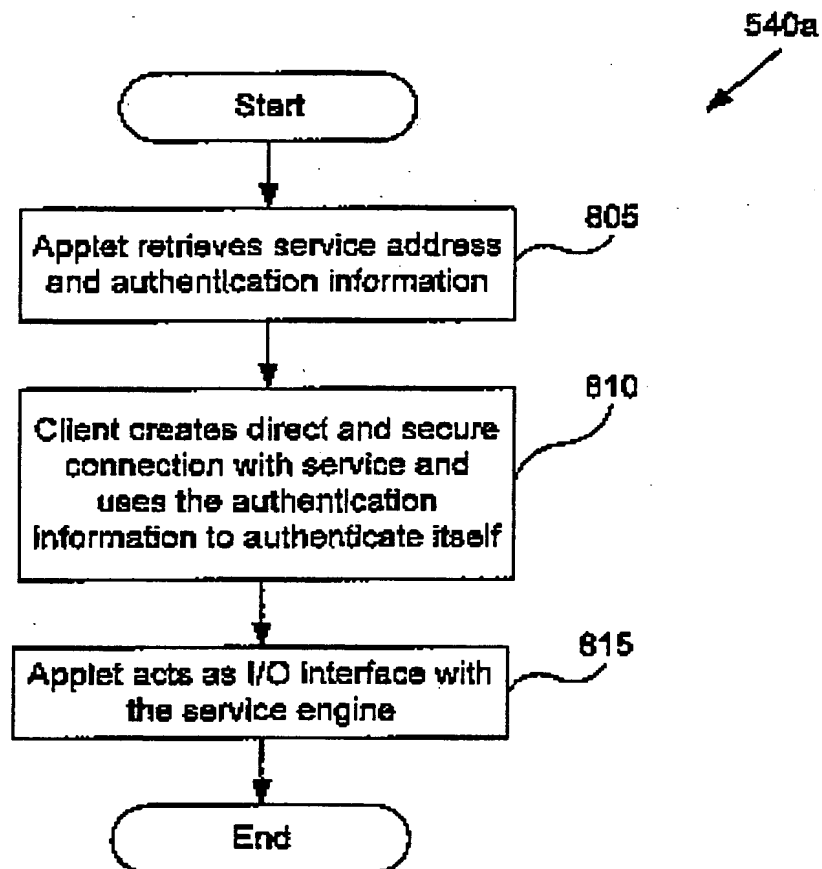 540a
Start
Applet retrieves service address
and authentication information
805
Client creates direct and secure
connection with service and
uses the authentication
information to authenticate itself
810
Applet acts as I/O interface with
the service engine
815
End